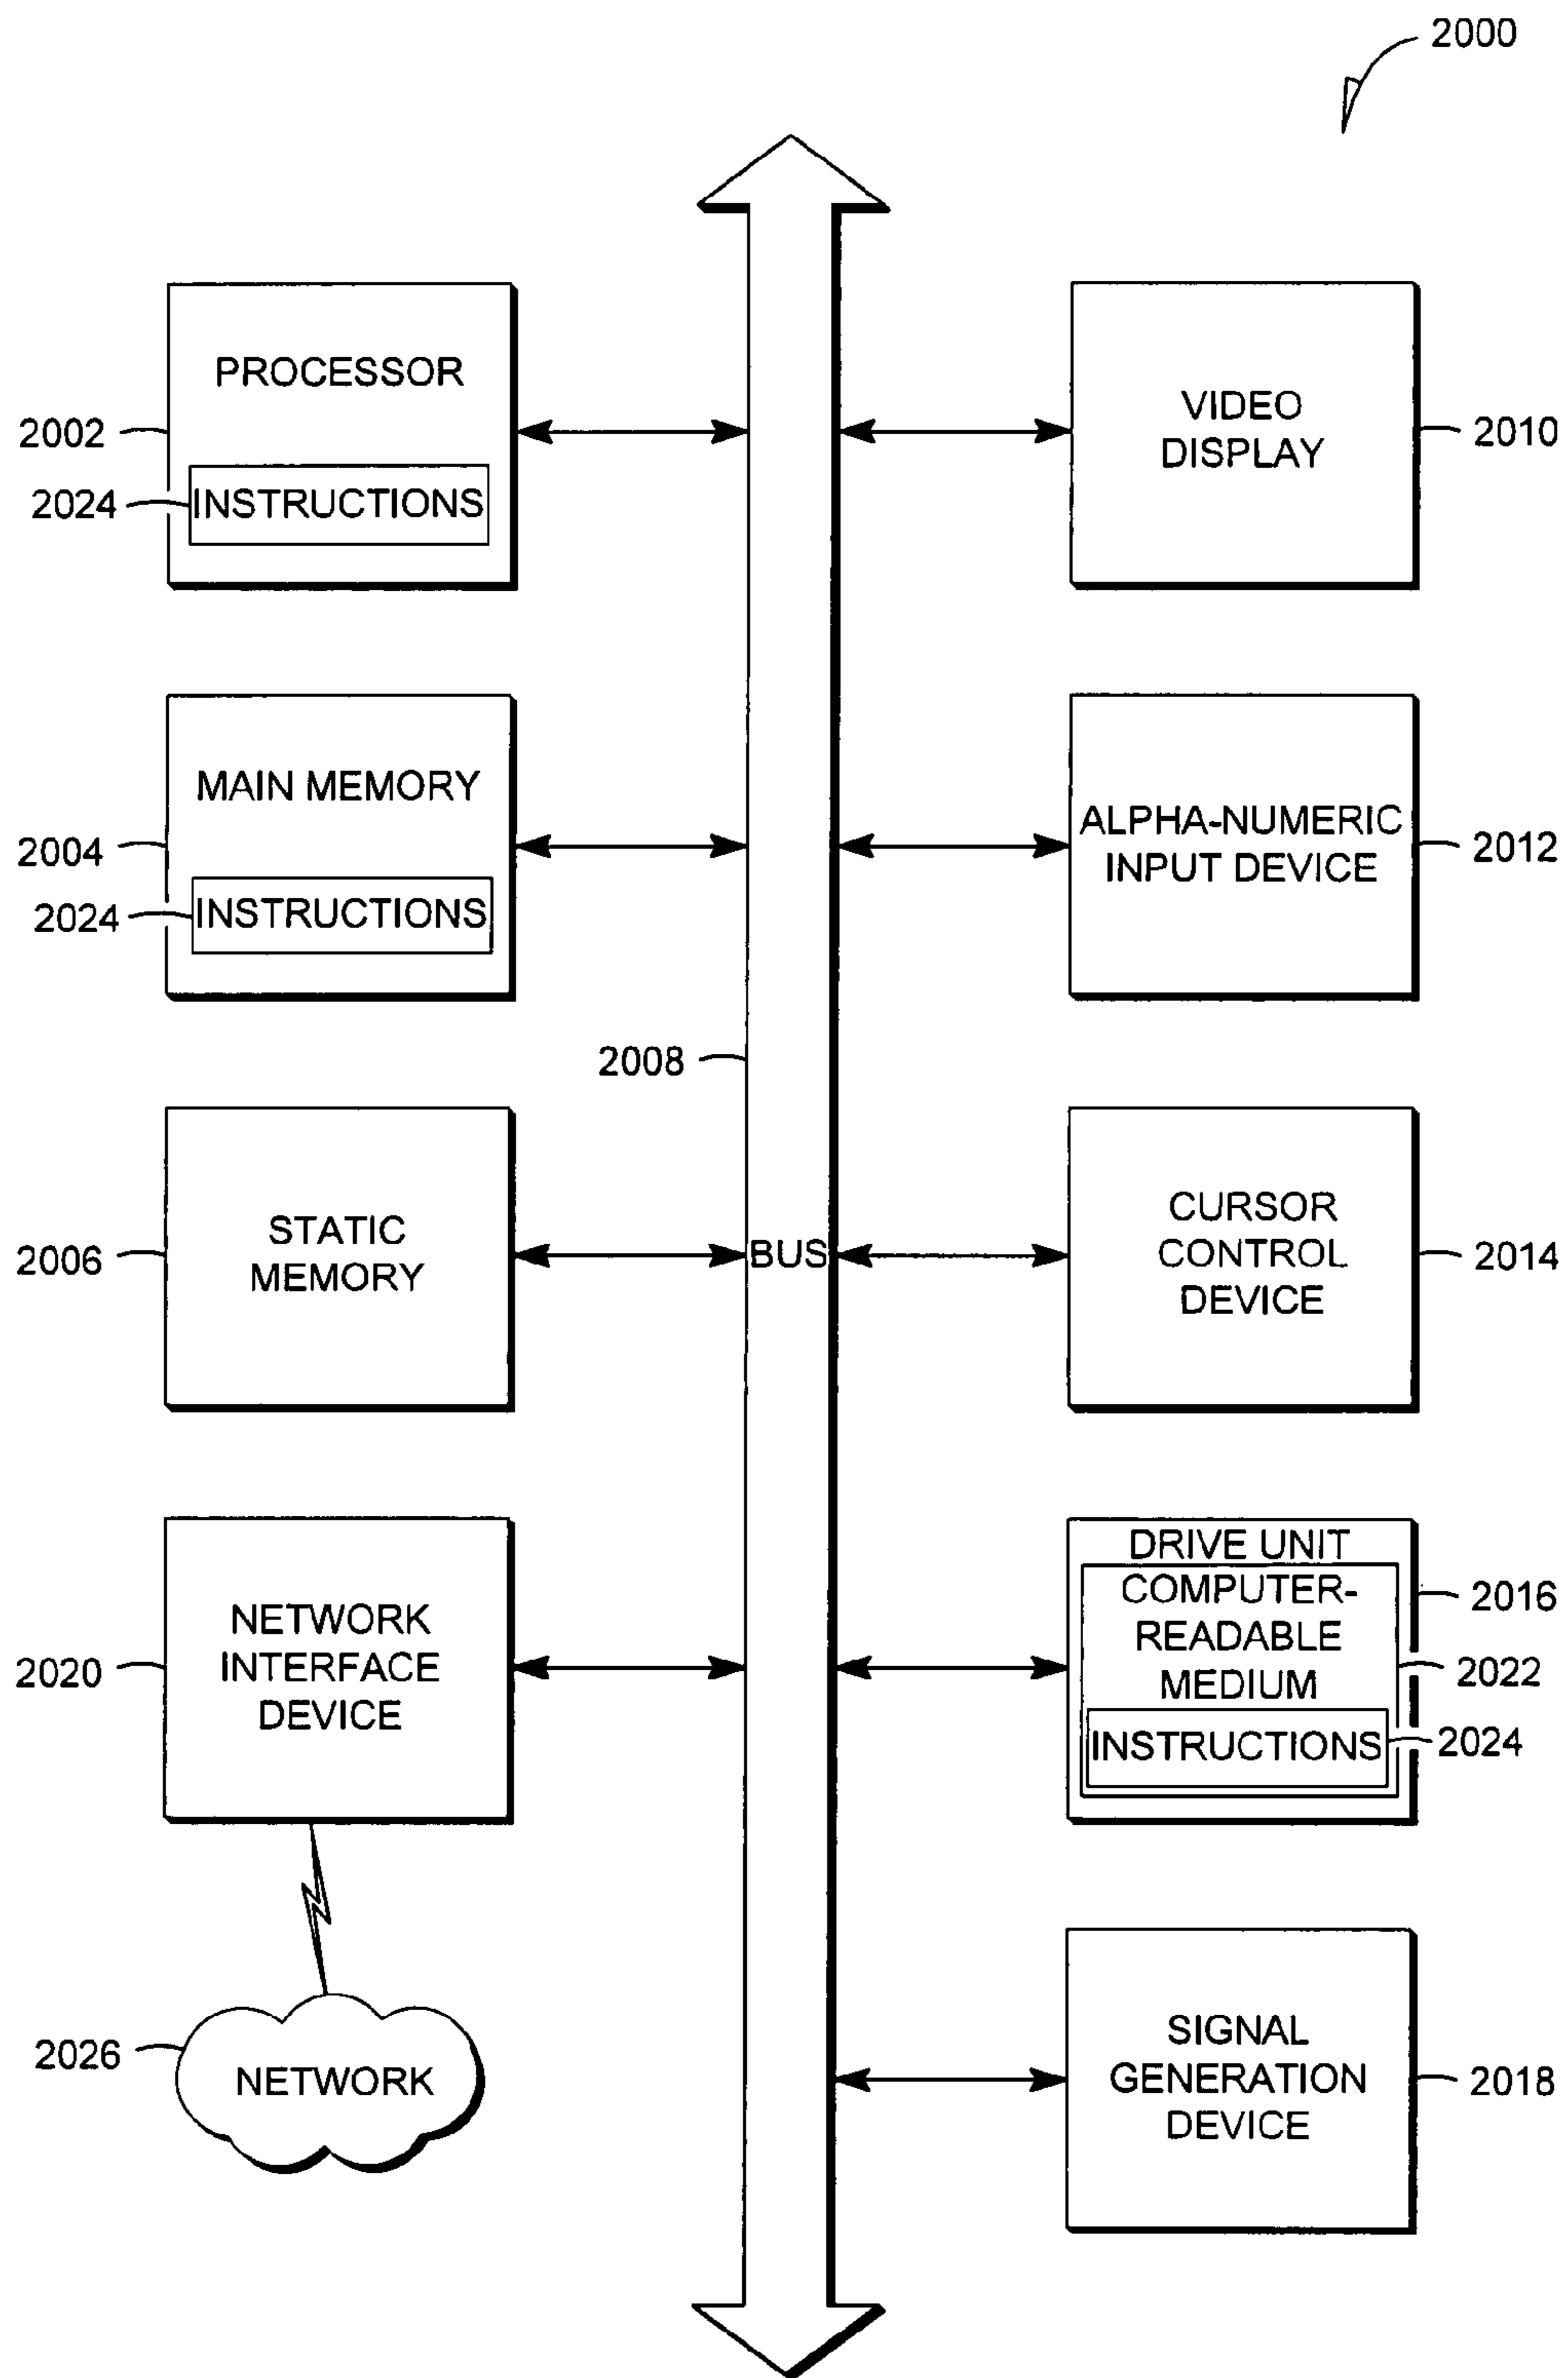 2000
PROCESSOR
2002
2024
INSTRUCTIONS
VIDEO
DISPLAY
2010
MAIN MEMORY
2004
2024
INSTRUCTIONS
ALPHA-NUMERIC
INPUT DEVICE
2012
2008
STATIC
MEMORY
2006
BUS
CURSOR
CONTROL
DEVICE
2014
NETWORK
INTERFACE
DEVICE
2020
DRIVE UNIT
COMPUTER-
READABLE
MEDIUM
INSTRUCTIONS
2016
2022
2024
2026
NETWORK
SIGNAL
GENERATION
DEVICE
2018